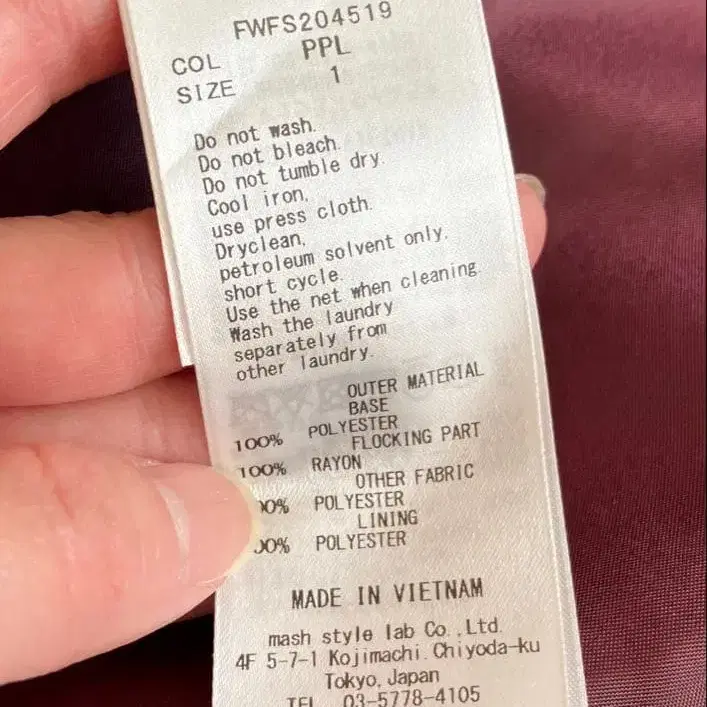 FWFS204519
COL PPL
SIZE 1
Do not wash.
Do not bleach.
Do not tumble dry.
Cool iron,
use press cloth.
Dryclean,
petroleum solvent only.
short cycle.
Use the net when cleaning.
Wash the laundry
separately from
other laundry.
OUTER MATERIAL
BASE
100% POLYESTER
FLOCKING PART
100% RAYON
OTHER FABRIC
00% POLYESTER
LINING
00% POLYESTER
MADE IN VIETNAM
mash style lab Co.,Ltd.
4F 5-7-1 Kojimachi.Chiyoda-ku
Tokyo, Japan
TEL 03-5778-4105